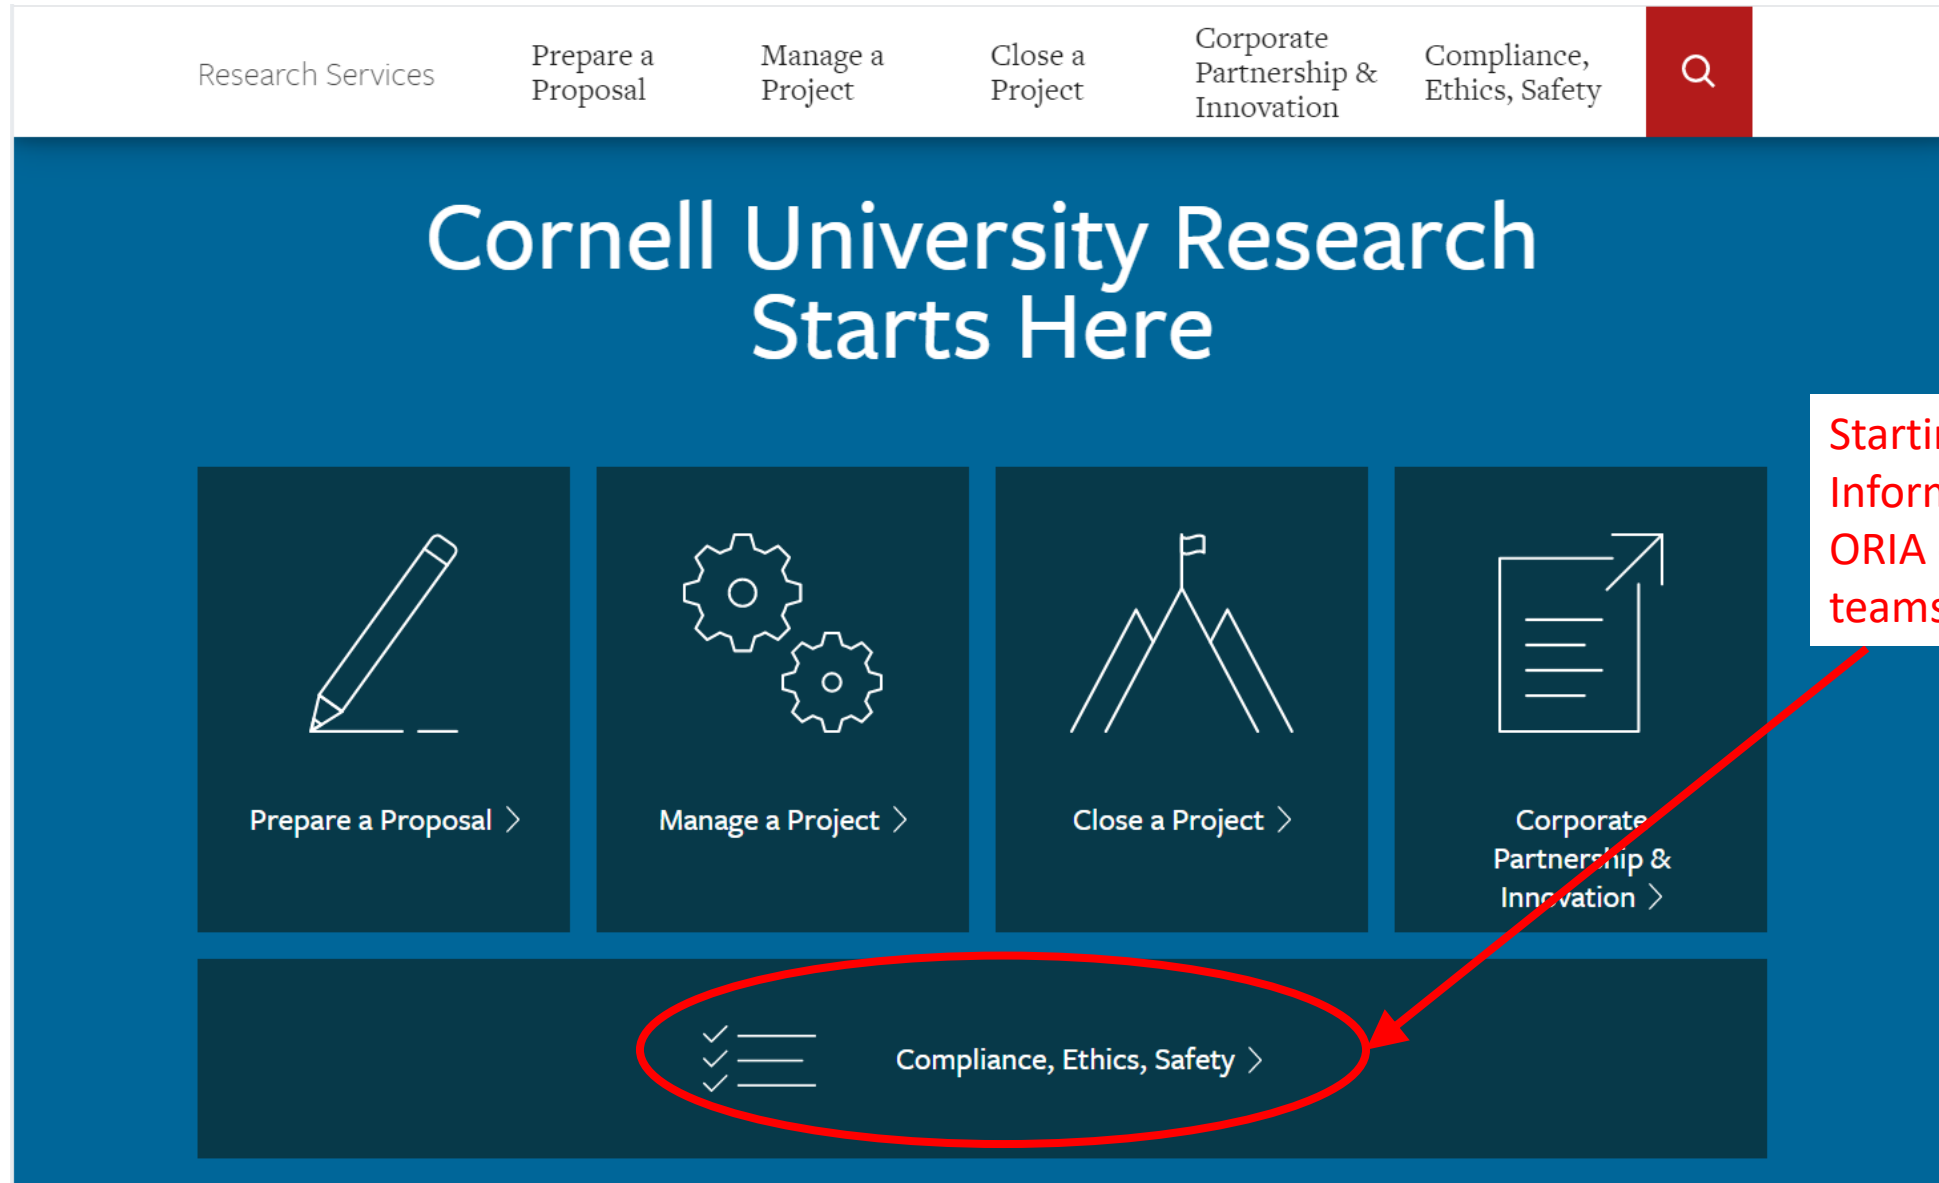 Research Services
Prepare a
Proposal
Manage a
Project
Close a
Project
Corporate
Partnership &
Innovation
Compliance,
Ethics, Safety
Cornell University Research
Starts Here
ORIA
Prepare a Proposal
Manage a Project
Close a Project
Corporate
Partnership &
Innovation
Compliance, Ethics, Safety